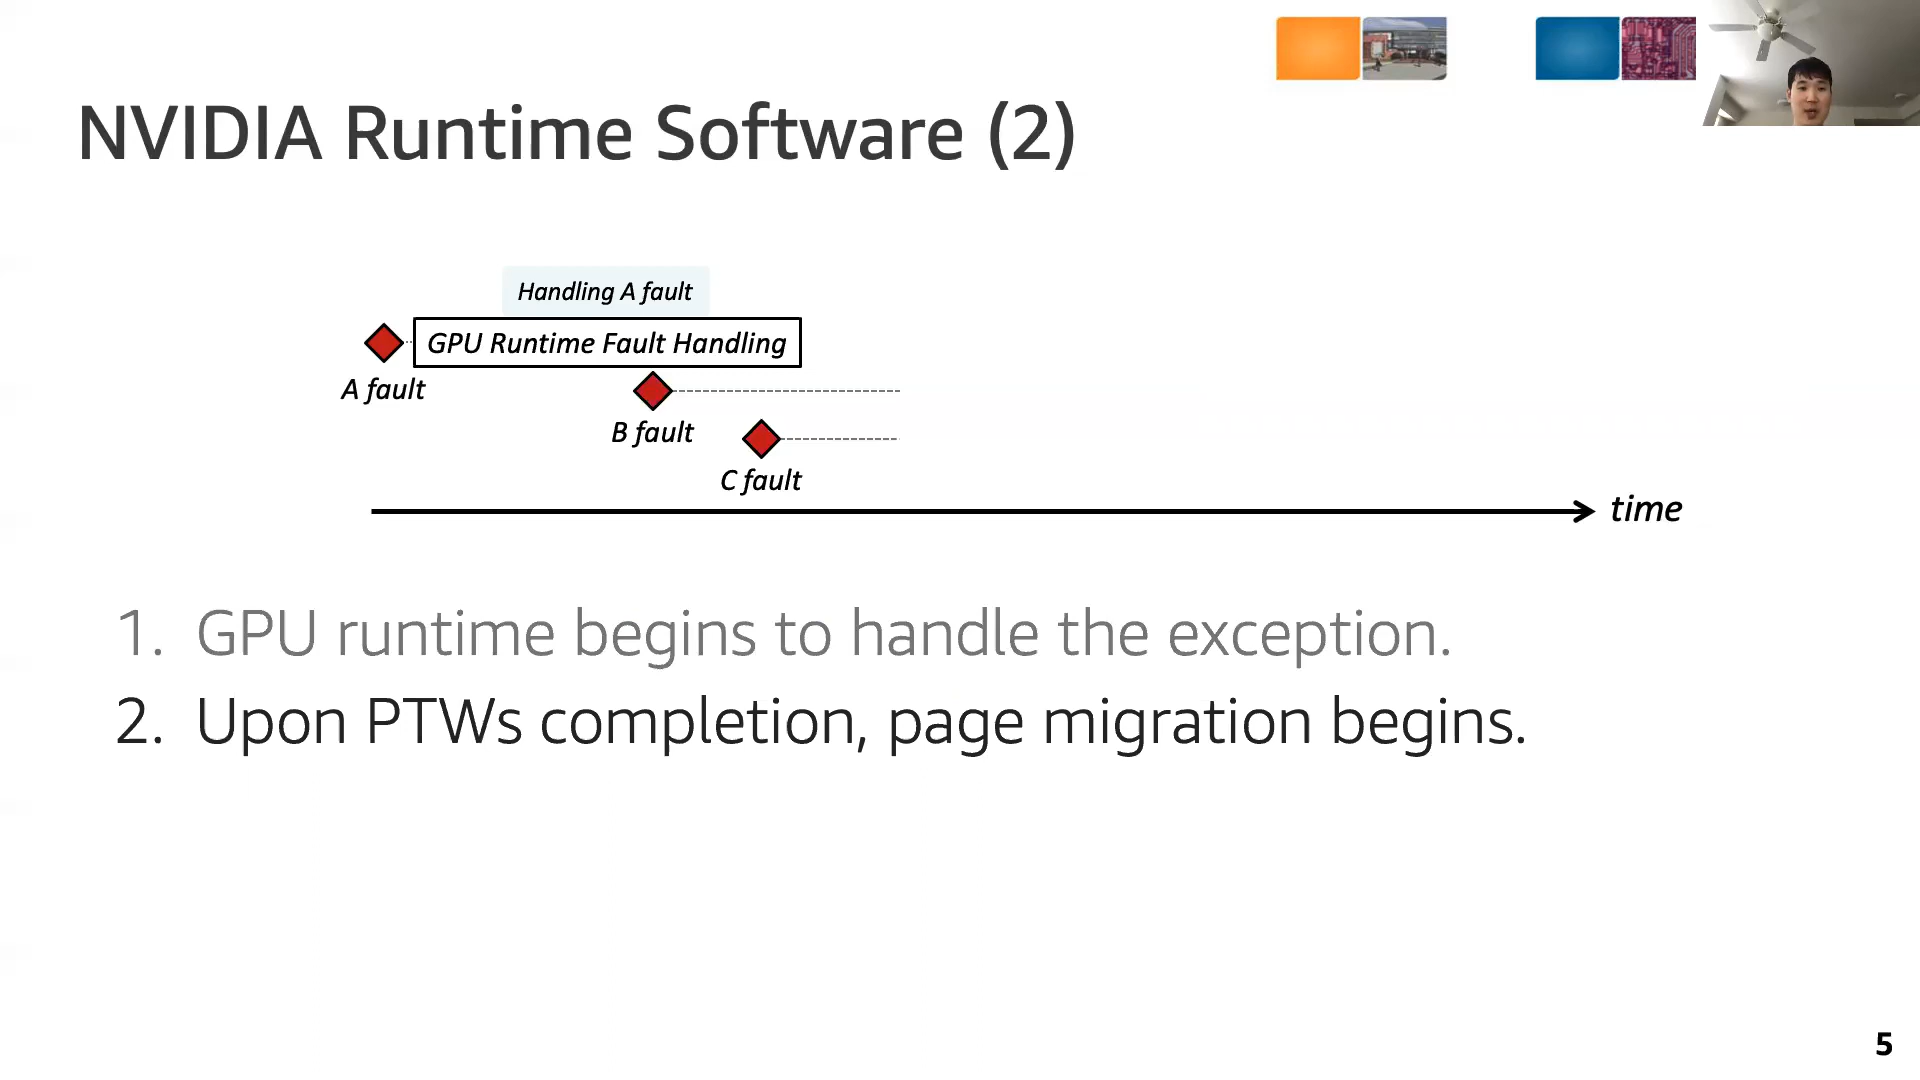 NVIDIA Runtime Software (2)
Handling A fault
GPU Runtime Fault Handling
A fault
B fault
C fault
time
1. GPU runtime begins to handle the exception.
2. Upon PTWs completion, page migration begins.
5